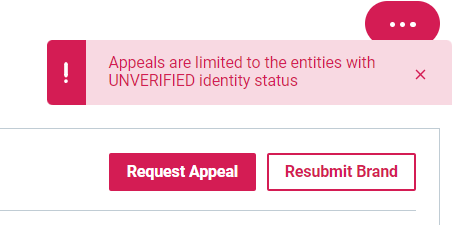 Appeals are limited to the entities with
UNVERIFIED identity status
Request Appeal
Resubmit Brand